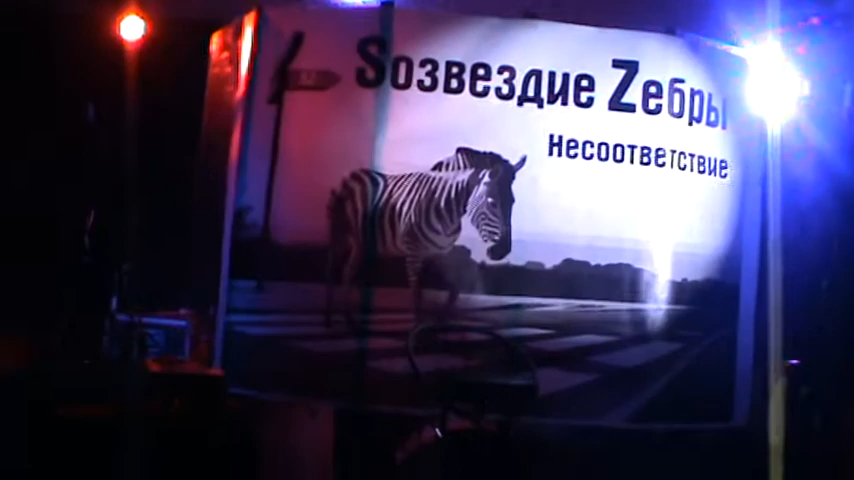 Sозвездие Zебры
Несоответствие